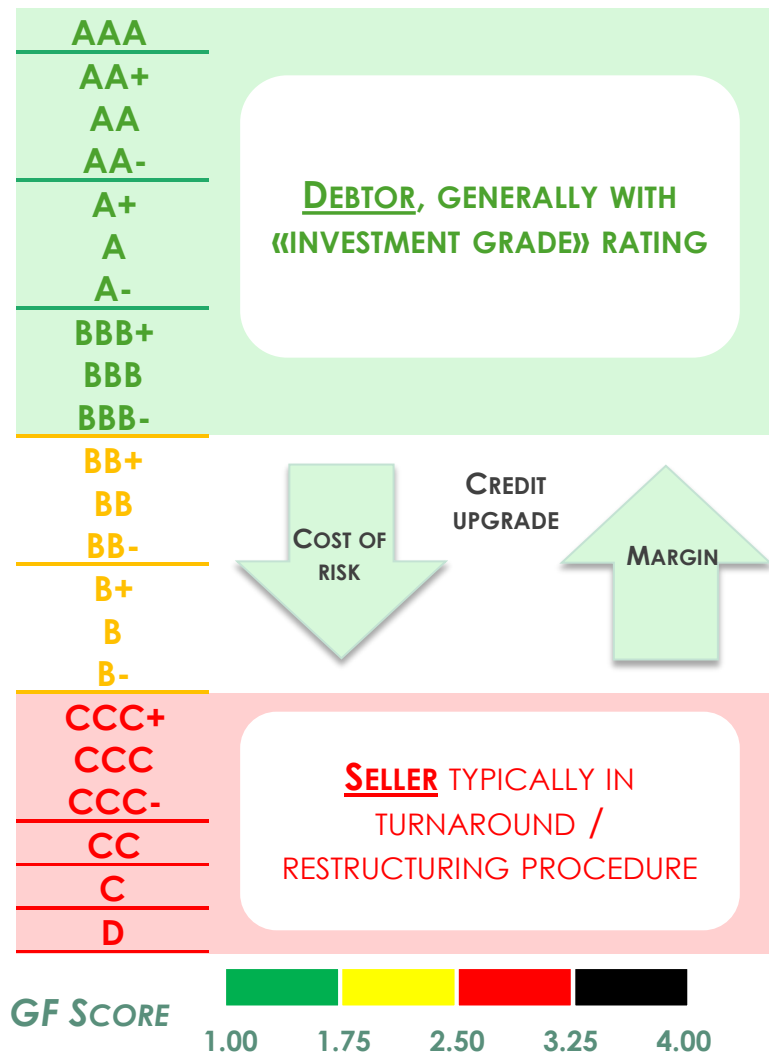 AAA
AA+
AA
AA-
A+
A
A-
BBB+
BBB
BBB-
BB+
BB
BB-
B+
B
B-
CCC+
CCC
CCC-
CC
C
D
DEBTOR, GENERALLY WITH
«INVESTMENT GRADE» RATING
COST OF
RISK
CREDIT
UPGRADE
MARGIN
SELLER TYPICALLY IN
TURNAROUND /
RESTRUCTURING PROCEDURE
GF SCORE
1.00 1.75 2.50 3.25 4.00